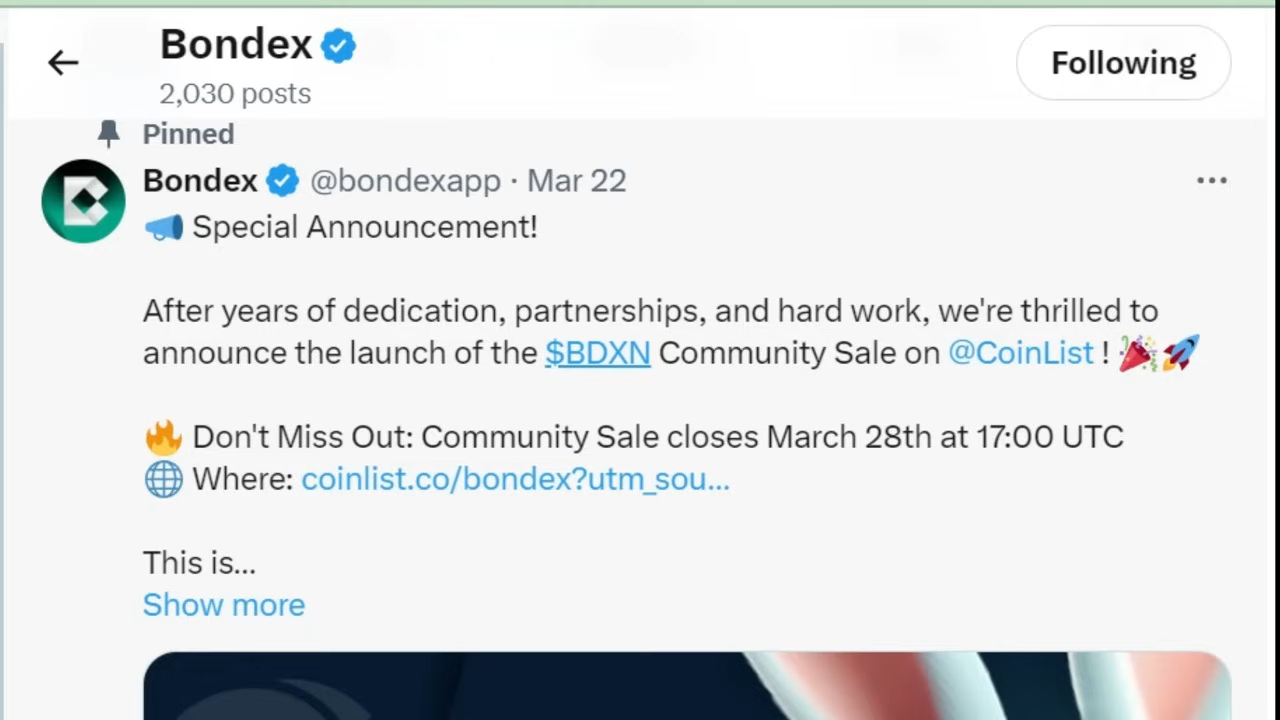 Bondex
2,030 posts
Following
Pinned
Bondex @bondexapp · Mar 22
📣 Special Announcement!
After years of dedication, partnerships, and hard work, we're thrilled to
announce the launch of the $BDXN Community Sale on @CoinList ! 🎉🚀
🔥 Don't Miss Out: Community Sale closes March 28th at 17:00 UTC
🌐 Where: coinlist.co/bondex?utm_sou...
This is...
Show more